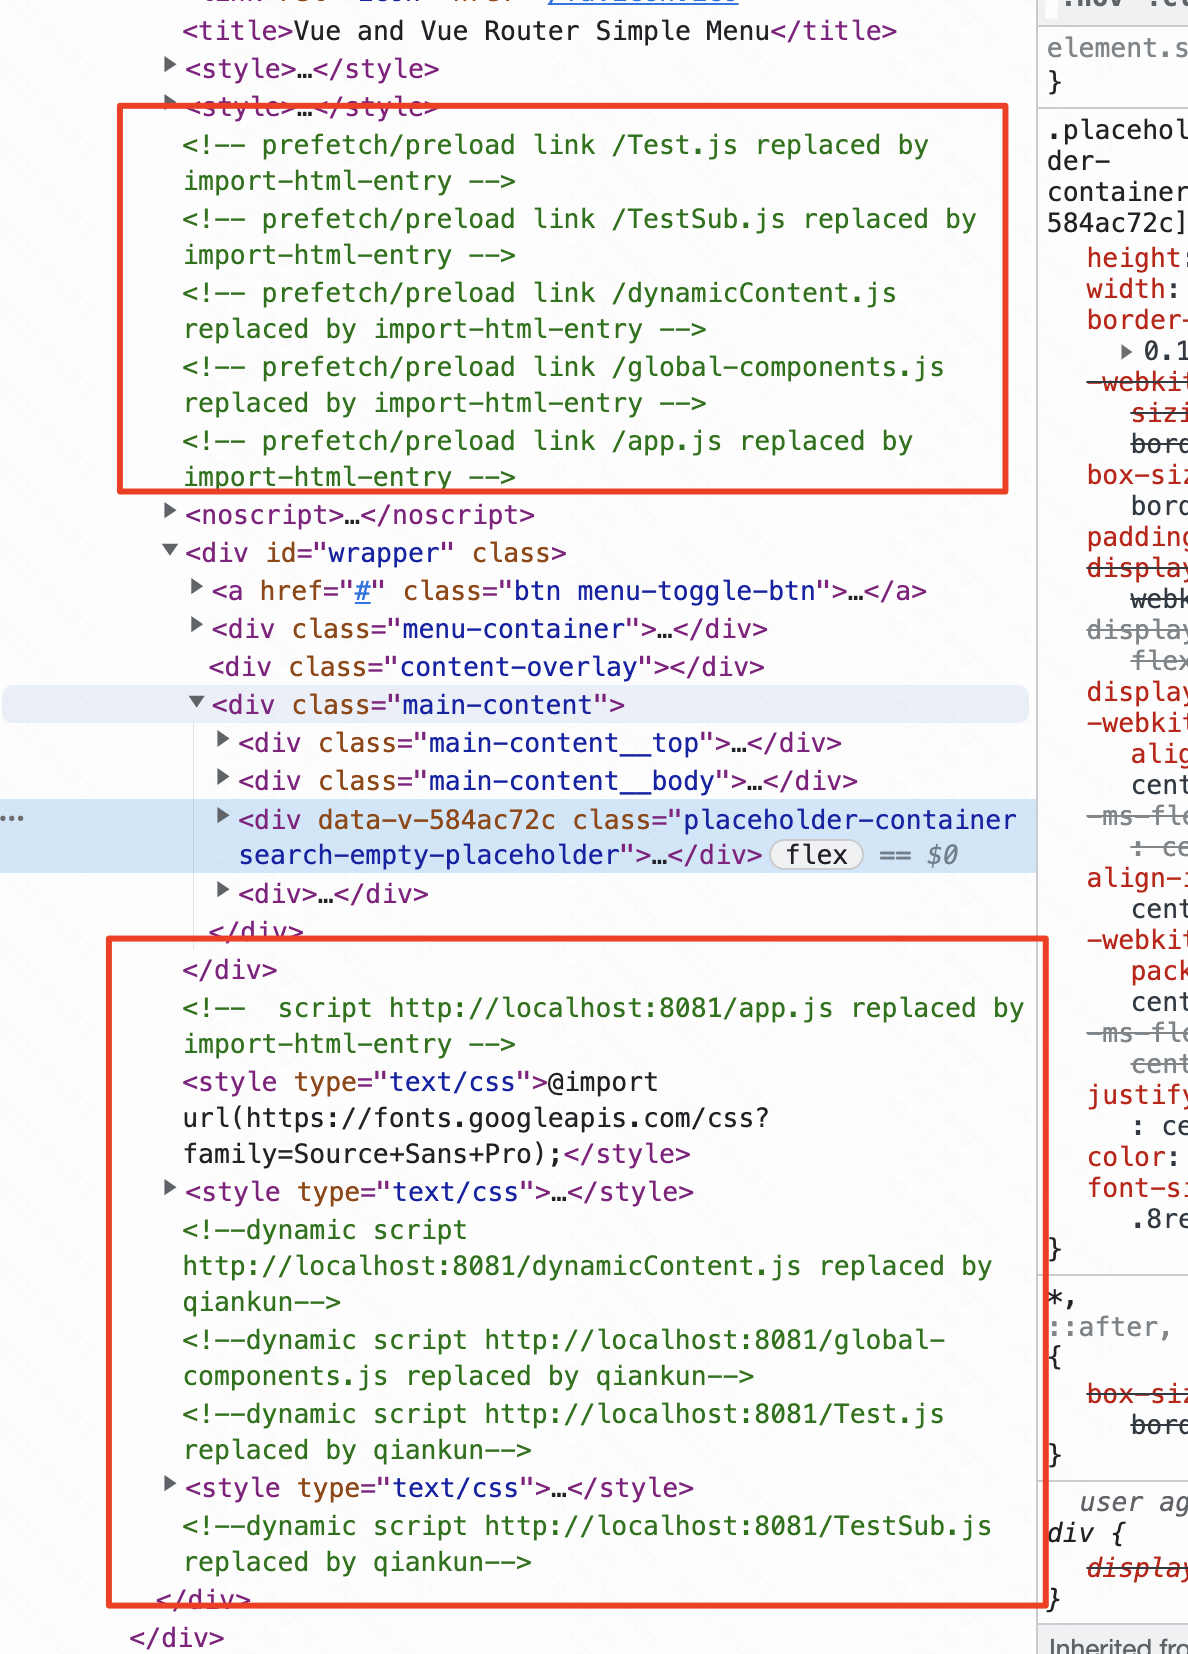 <title>Vue and Vue Router Simple Menu</title>
<style>…</style>
<style>…</style>
<!-- prefetch/preload link /Test.js replaced by
import-html-entry -->
<!-- prefetch/preload link /TestSub.js replaced by
import-html-entry -->
<!-- prefetch/preload link /dynamicContent.js
replaced by import-html-entry -->
<!-- prefetch/preload link /global-components.js
replaced by import-html-entry -->
<!-- prefetch/preload link /app.js replaced by
import-html-entry -->
<noscript>…</noscript>
<div id="wrapper" class>
<a href="#" class="btn menu-toggle-btn">…</a>
<div class="menu-container">…</div>
<div class="content-overlay"></div>
<div class="main-content">
<div class="main-content__top">…</div>
<div class="main-content__body">…</div>
<div data-v-584ac72c class="placeholder-container
search-empty-placeholder">…</div> flex == $0
<div>…</div>
</div>
</div>
<!--  script http://localhost:8081/app.js replaced by
import-html-entry -->
<style type="text/css">@import
url(https://fonts.googleapis.com/css?
family=Source+Sans+Pro);</style>
<style type="text/css">…</style>
<!--dynamic script
http://localhost:8081/dynamicContent.js replaced by
qiankun-->
<!--dynamic script http://localhost:8081/global-
components.js replaced by qiankun-->
<!--dynamic script http://localhost:8081/Test.js
replaced by qiankun-->
<style type="text/css">…</style>
<!--dynamic script http://localhost:8081/TestSub.js
replaced by qiankun-->
</div>
</div>
element.s
}
.placehol
der-
container
584ac72c]
height:
width:
border-
0.1
-webkit
sizi
bord
box-siz
bord
padding
display
webk
display
flex
display
-webkit
alig
cent
-ms-fle
: ce
align-i
cent
-webkit
pack
cent
-ms-fle
cent
justify
: ce
color:
font-si
.8re
}
*,
::after,
{
box-siz
bord
}
user ag
div {
display
}
Inherited fro